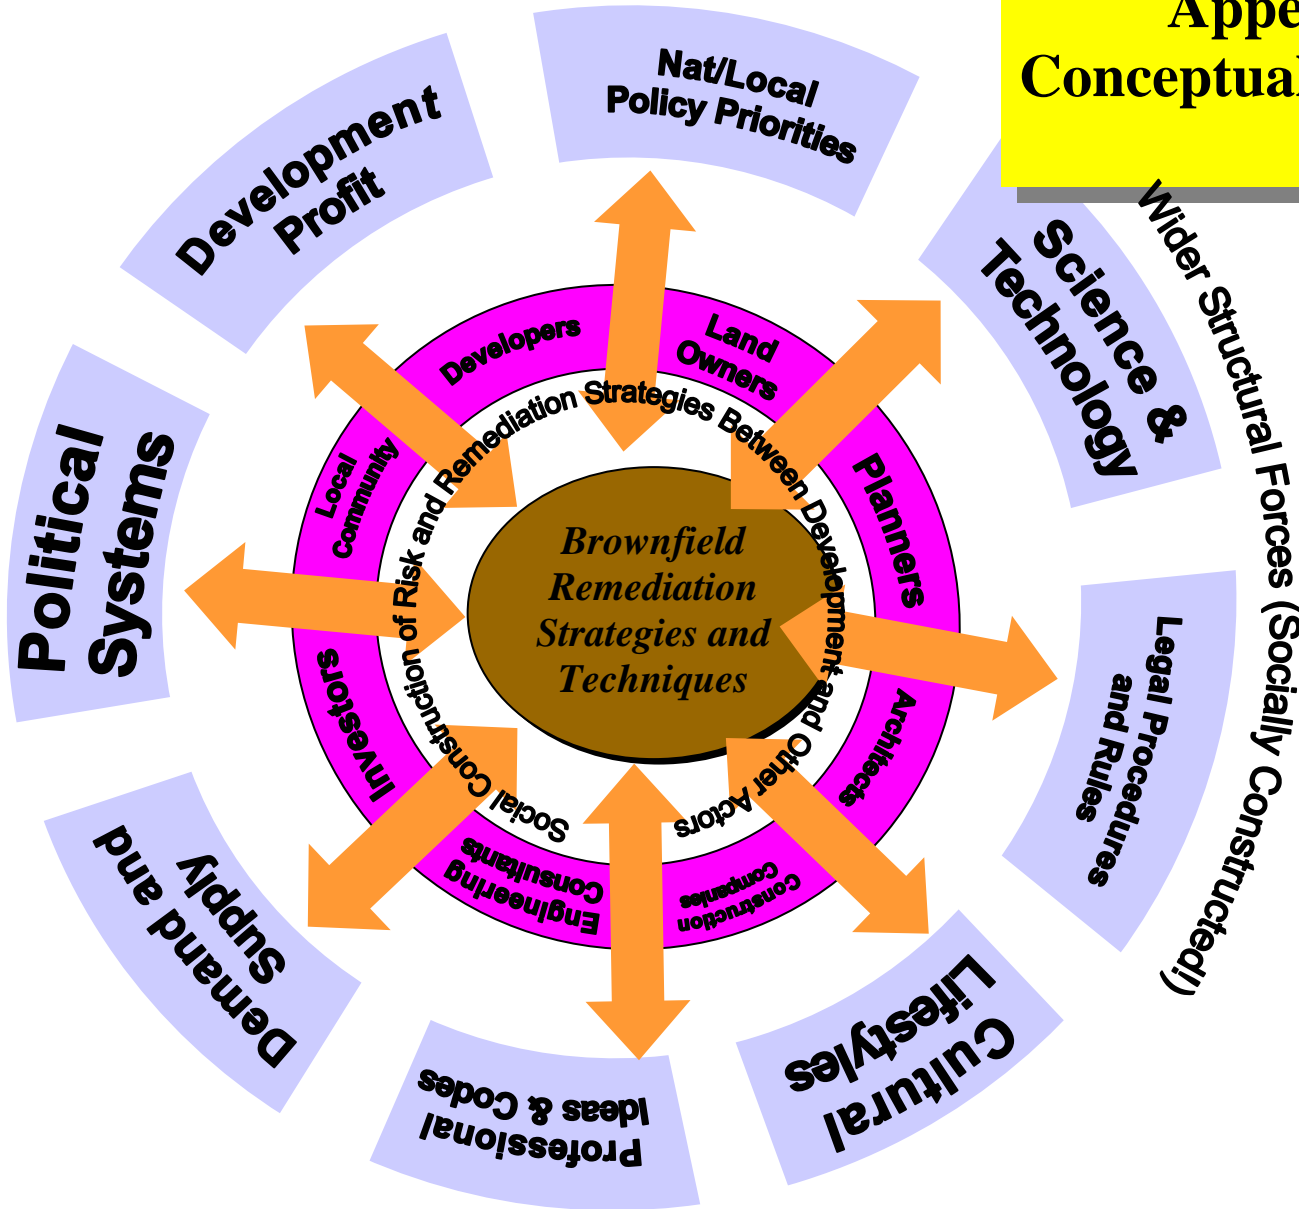 Appe
Conceptual
Nat/Local
Policy Priorities
Science &
Technology
Legal Procedures
and Rules
Cultural
Lifestyles
Professional
Ideas & Codes
Demand and
Supply
Political
Systems
Development
Profit
Wider Structural Forces (Socially Constructed!)
Developers
Land
Owners
Planners
Architects
Construction
Companies
Engineering
Consultants
Investors
Local
Community
Social Construction of Risk and Remediation Strategies Between Development and Other Actors
Brownfield
Remediation
Strategies and
Techniques